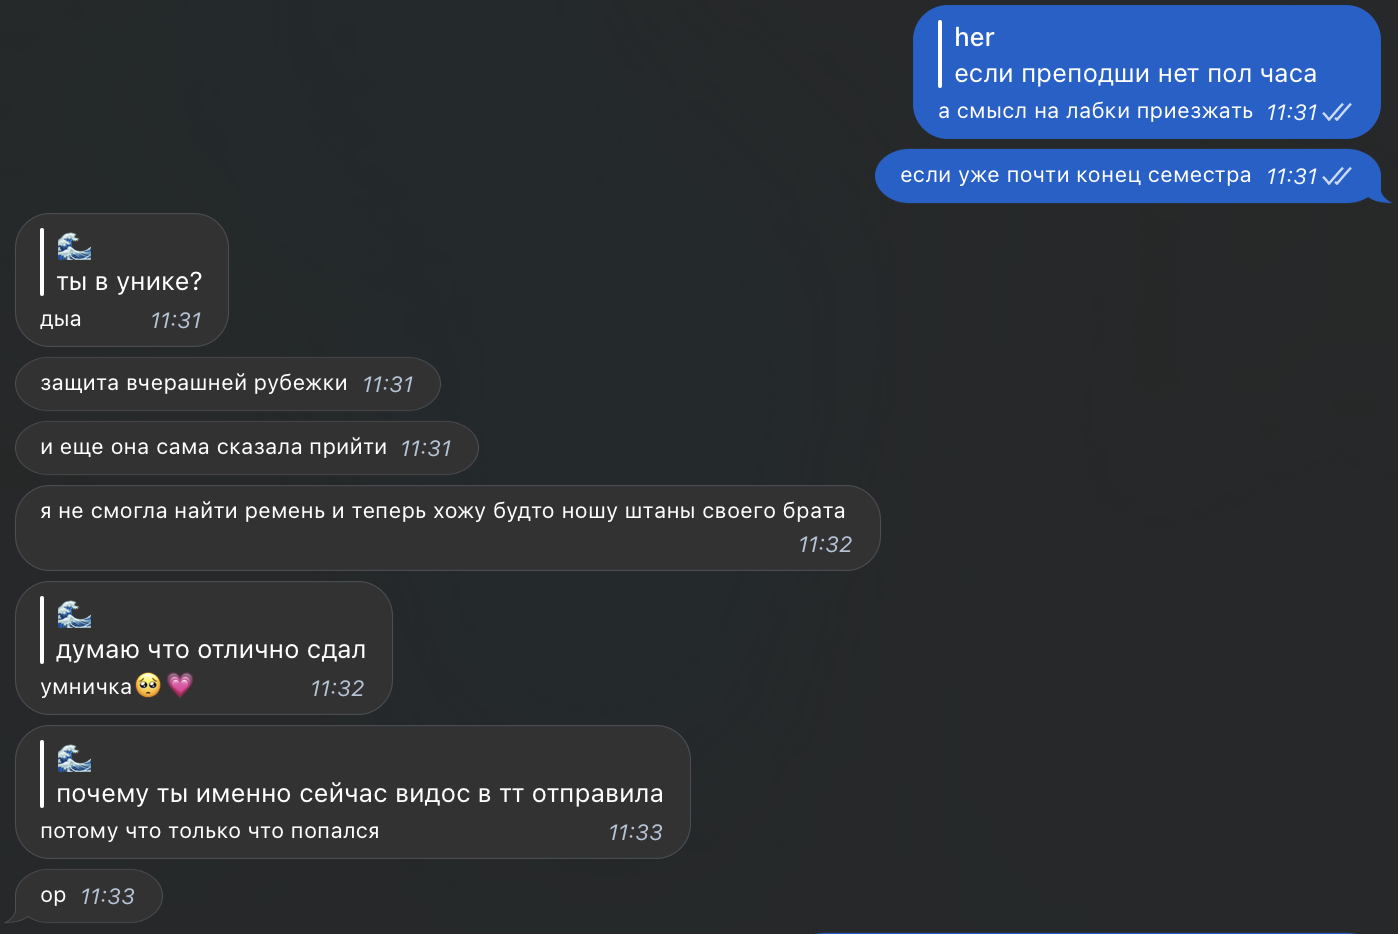 her
если преподши нет пол часа
а смысл на лабки приезжать 11:31
если уже почти конец семестра 11:31
🌊
ты в унике?
дыа 11:31
защита вчерашней рубежки 11:31
и еще она сама сказала прийти 11:31
я не смогла найти ремень и теперь хожу будто ношу штаны своего брата
11:32
🌊
думаю что отлично сдал
умничка🥺💗 11:32
🌊
почему ты именно сейчас видос в тт отправила
потому что только что попался 11:33
ор 11:33